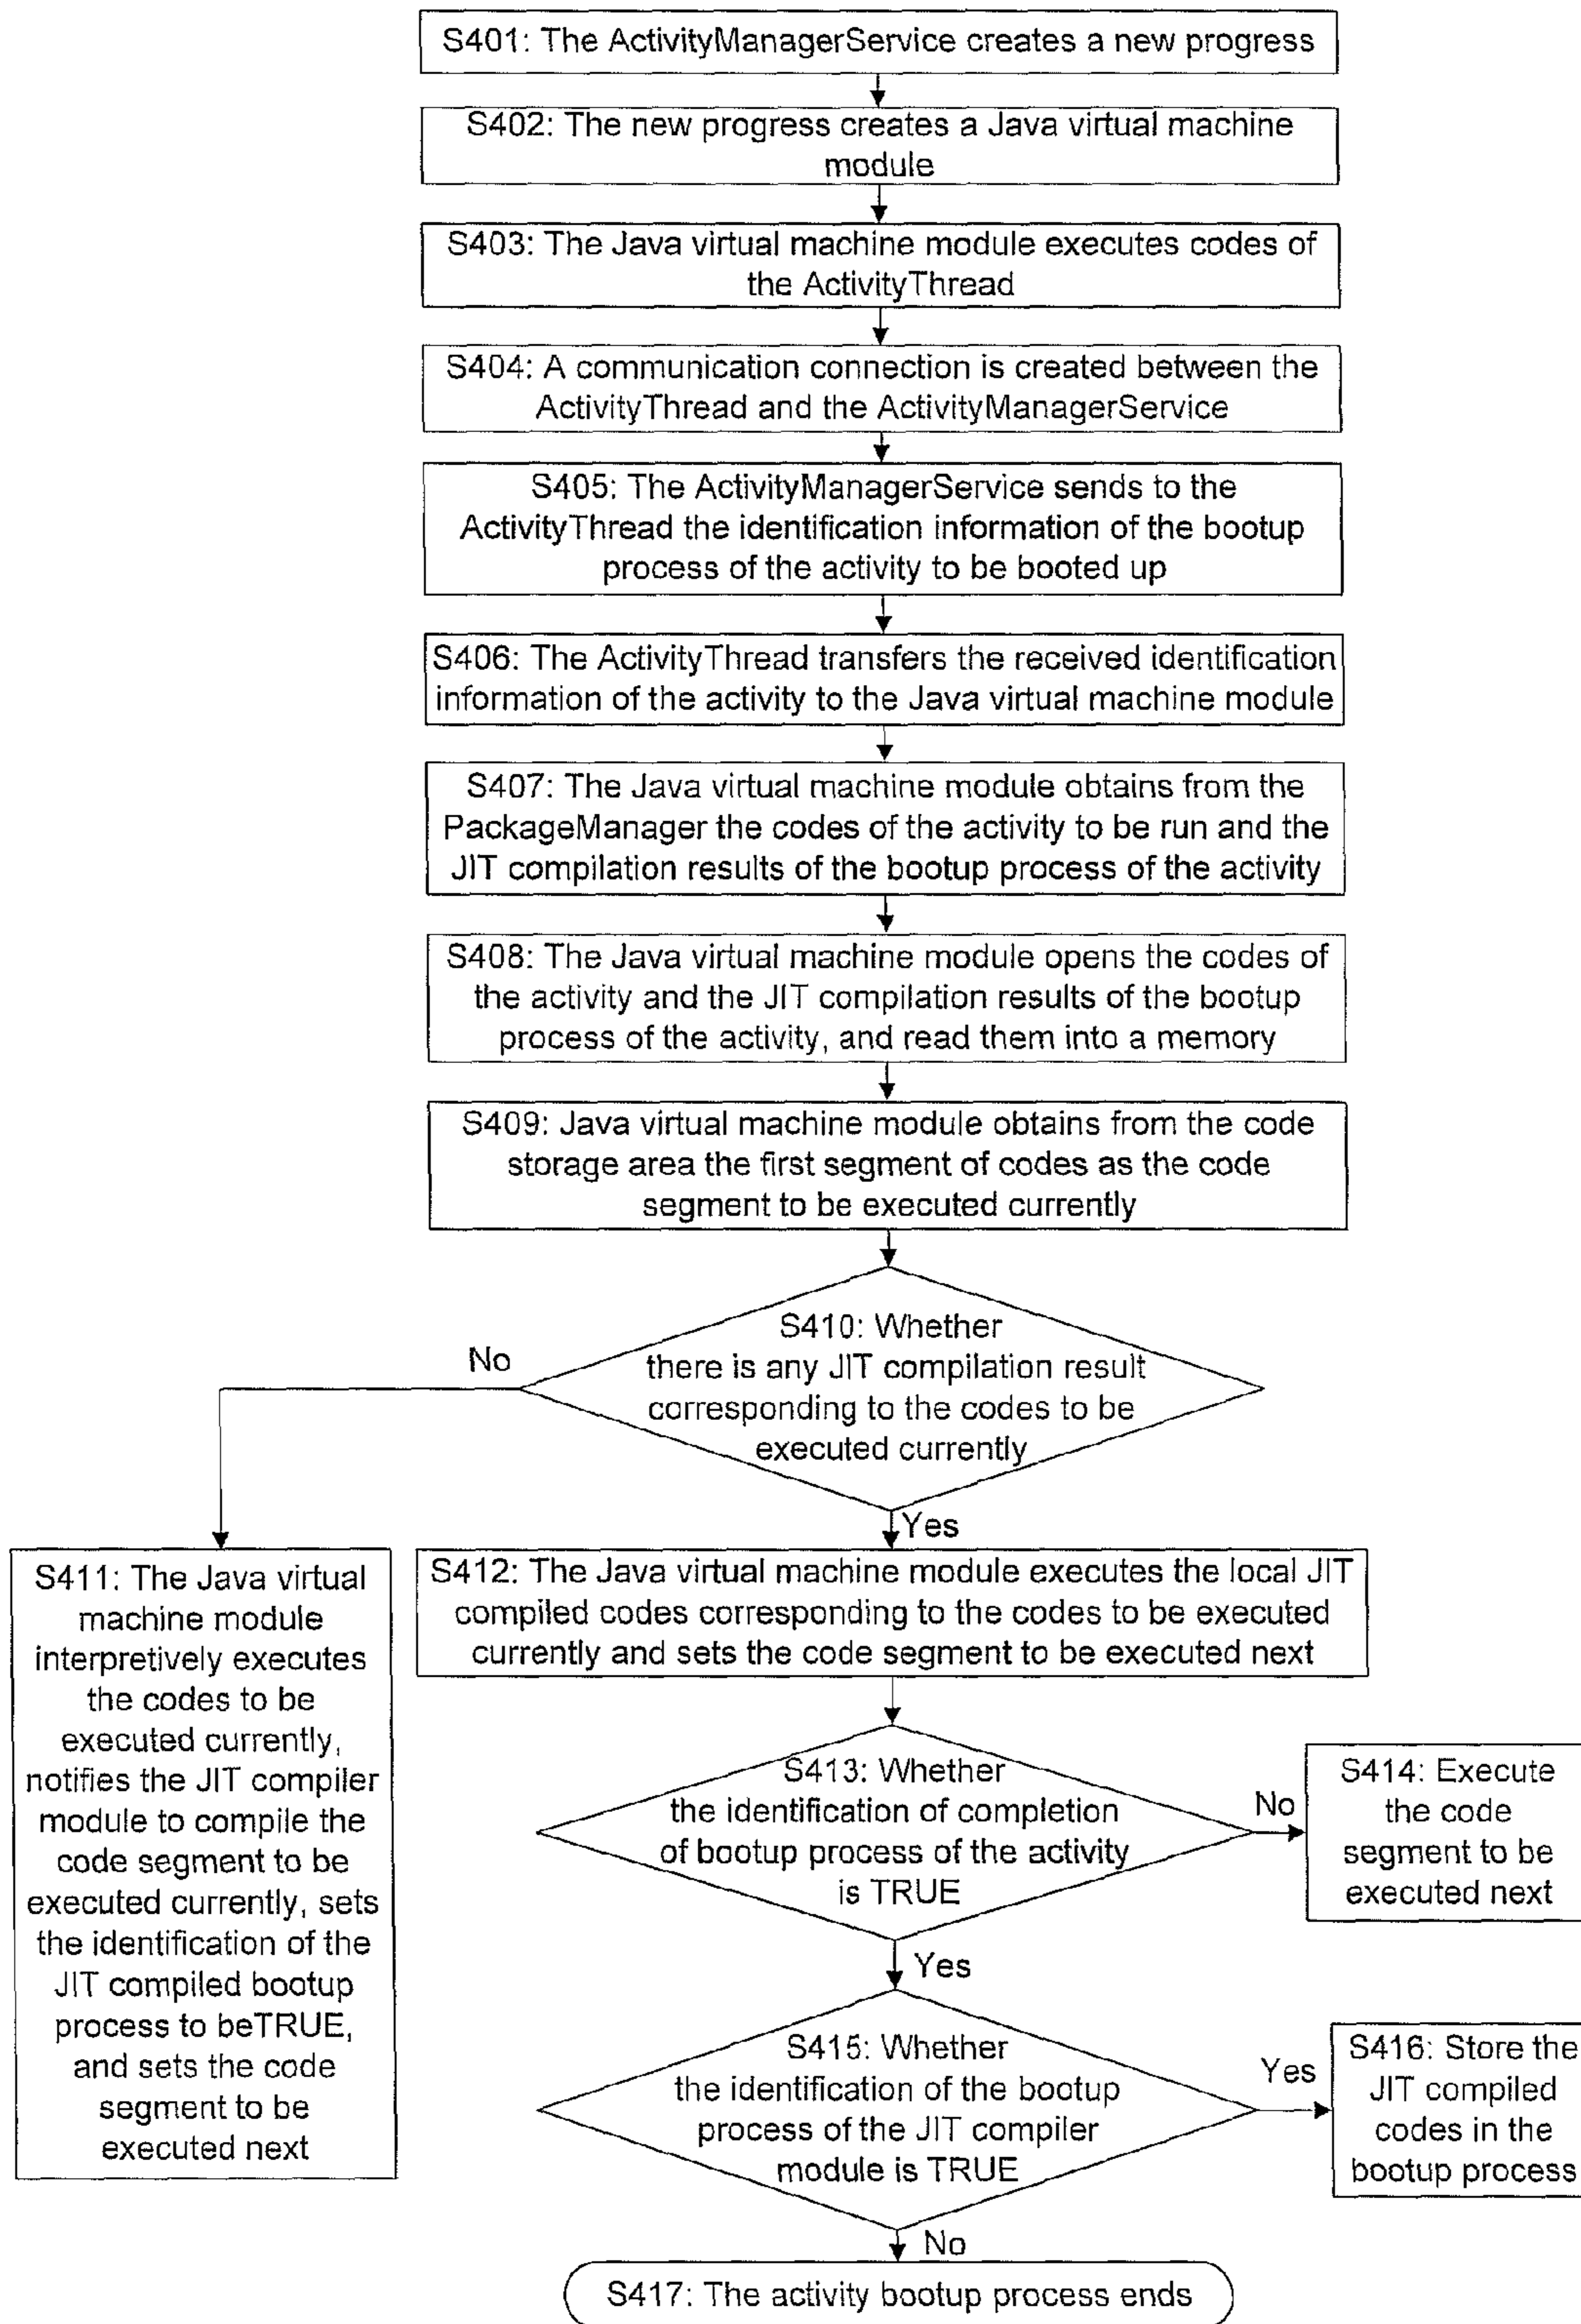 S401: The ActivityManagerService creates a new progress
S402: The new progress creates a Java virtual machine
module
S403: The Java virtual machine module executes codes of
the ActivityThread
S404: A communication connection is created between the
ActivityThread and the ActivityManagerService
S405: The ActivityManagerService sends to the
ActivityThread the identification information of the bootup
process of the activity to be booted up
S406: The ActivityThread transfers the received identification
information of the activity to the Java virtual machine module
S407: The Java virtual machine module obtains from the
PackageManager the codes of the activity to be run and the
JIT compilation results of the bootup process of the activity
S408: The Java virtual machine module opens the codes of
the activity and the JIT compilation results of the bootup
process of the activity, and read them into a memory
S409: Java virtual machine module obtains from the code
storage area the first segment of codes as the code
segment to be executed currently
S410: Whether
there is any JIT compilation result
corresponding to the codes to be
executed currently
No
Yes
S411: The Java virtual
machine module
interpretively executes
the codes to be
executed currently,
notifies the JIT compiler
module to compile the
code segment to be
executed currently, sets
the identification of the
JIT compiled bootup
process to beTRUE,
and sets the code
segment to be
executed next
S412: The Java virtual machine module executes the local JIT
compiled codes corresponding to the codes to be executed
currently and sets the code segment to be executed next
S413: Whether
the identification of completion
of bootup process of the activity
is TRUE
No
S414: Execute
the code
segment to be
executed next
Yes
S415: Whether
the identification of the bootup
process of the JIT compiler
module is TRUE
Yes
S416: Store the
JIT compiled
codes in the
bootup process
No
S417: The activity bootup process ends